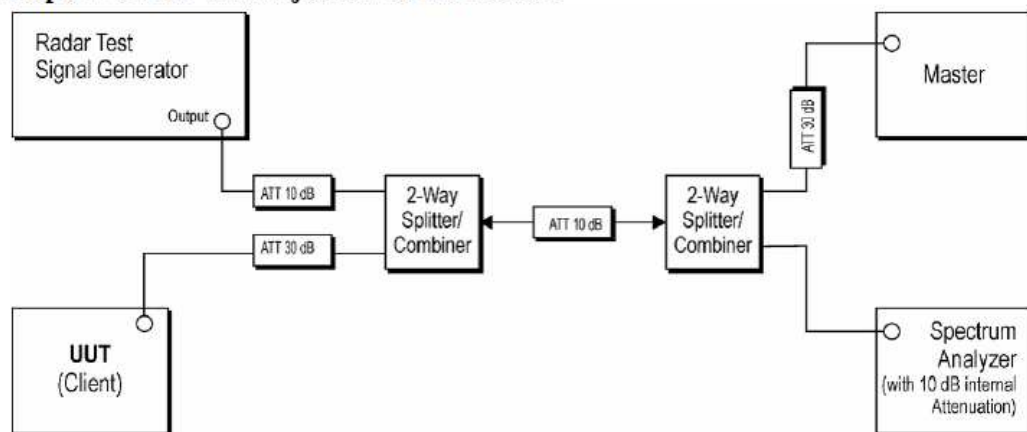 Radar Test
Signal Generator
Output
ATT 10 dB
2-Way
Splitter/
Combiner
ATT 30 dB
ATT 10 dB
2-Way
Splitter/
Combiner
ATT 30 dB
Master
UUT
(Client)
Spectrum
Analyzer
(with 10 dB internal
Attenuation)